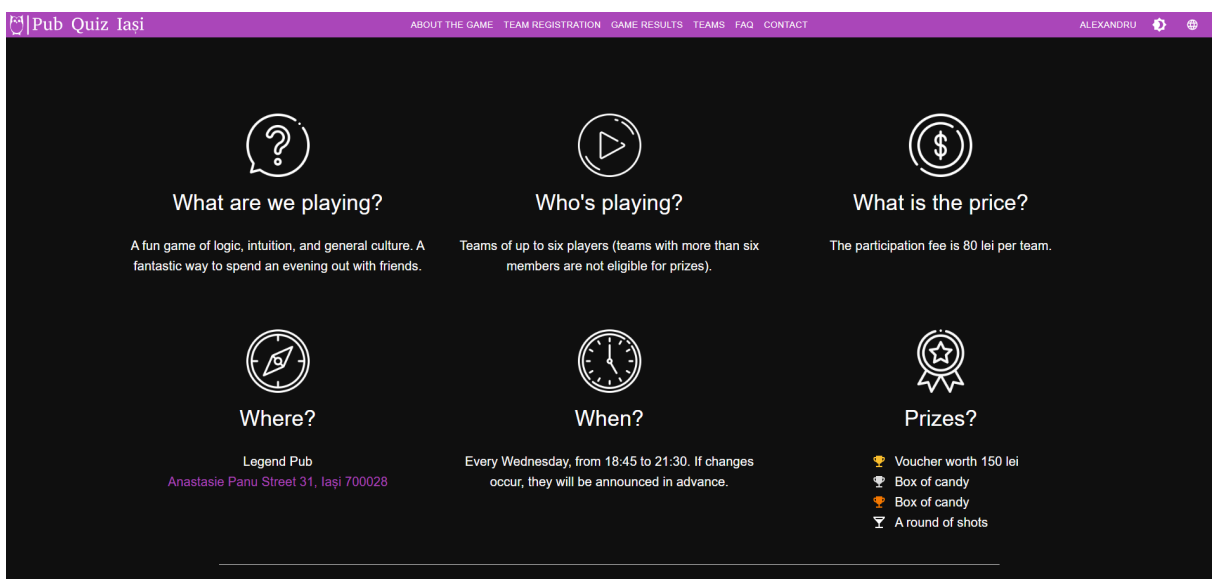 Pub Quiz Iași
ABOUT THE GAME TEAM REGISTRATION GAME RESULTS TEAMS FAQ CONTACT
ALEXANDRU
What are we playing?
A fun game of logic, intuition, and general culture. A
fantastic way to spend an evening out with friends.
Who's playing?
Teams of up to six players (teams with more than six
members are not eligible for prizes).
What is the price?
The participation fee is 80 lei per team.
Where?
Legend Pub
Anastasie Panu Street 31, Iași 700028
When?
Every Wednesday, from 18:45 to 21:30. If changes
occur, they will be announced in advance.
Prizes?
Voucher worth 150 lei
Box of candy
Box of candy
A round of shots